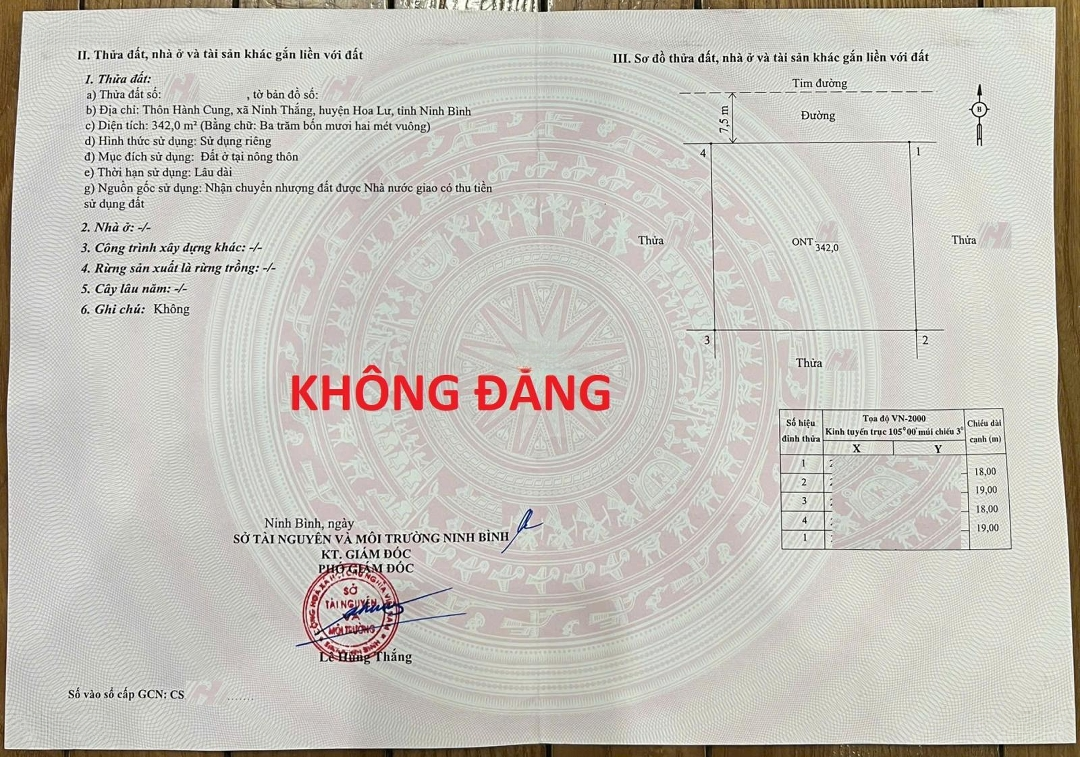 II. Thửa đất, nhà ở và tài sản khác gắn liền với đất
1. Thửa đất:
a) Thửa đất số: , tờ bản đồ số:
b) Địa chỉ: Thôn Hành Cung, xã Ninh Thắng, huyện Hoa Lư, tỉnh Ninh Bình
c) Diện tích: 342,0 m² (Bằng chữ: Ba trăm bốn mươi hai mét vuông)
d) Hình thức sử dụng: Sử dụng riêng
đ) Mục đích sử dụng: Đất ở tại nông thôn
e) Thời hạn sử dụng: Lâu dài
g) Nguồn gốc sử dụng: Nhận chuyển nhượng đất được Nhà nước giao có thu tiền
sử dụng đất
2. Nhà ở: -/-
3. Công trình xây dựng khác: -/-
4. Rừng sản xuất là rừng trồng: -/-
5. Cây lâu năm: -/-
6. Ghi chú: Không
KHÔNG ĐĂNG
Ninh Bình, ngày
SỞ TÀI NGUYÊN VÀ MÔI TRƯỜNG NINH BÌNH
KT. GIÁM ĐỐC
PHÓ GIÁM ĐỐC
SỞ
TÀI NGUYÊN
VÀ
MÔI TRƯỜNG
Lê Hùng Thắng
Số vào sổ cấp GCN: CS
III. Sơ đồ thửa đất, nhà ở và tài sản khác gắn liền với đất
Tim đường
7,5 m
Đường
B
4
1
Thửa
ONT 342,0
Thửa
3
2
Thửa
Số hiệu đỉnh thửa
Tọa độ VN-2000
Kinh tuyến trục 105°00' múi chiếu 3°
Chiều dài cạnh (m)
X Y
1
18,00
2
19,00
3
18,00
4
19,00
1